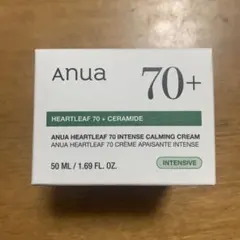 Anua
70+
HEARTLEAF 70 + CERAMIDE
ANUA HEARTLEAF 70 INTENSE CALMING CREAM
ANUA HEARTLEAF 70 CRÈME APAISANTE INTENSE
50 ML / 1.69 FL. OZ.
INTENSIVE